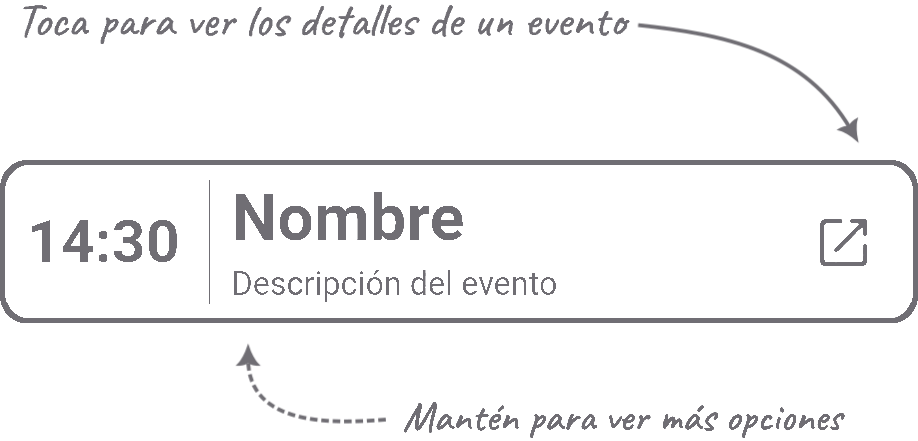 Toca para ver los detalles de un evento
14:30
Nombre
Descripción del evento
Mantén para ver más opciones